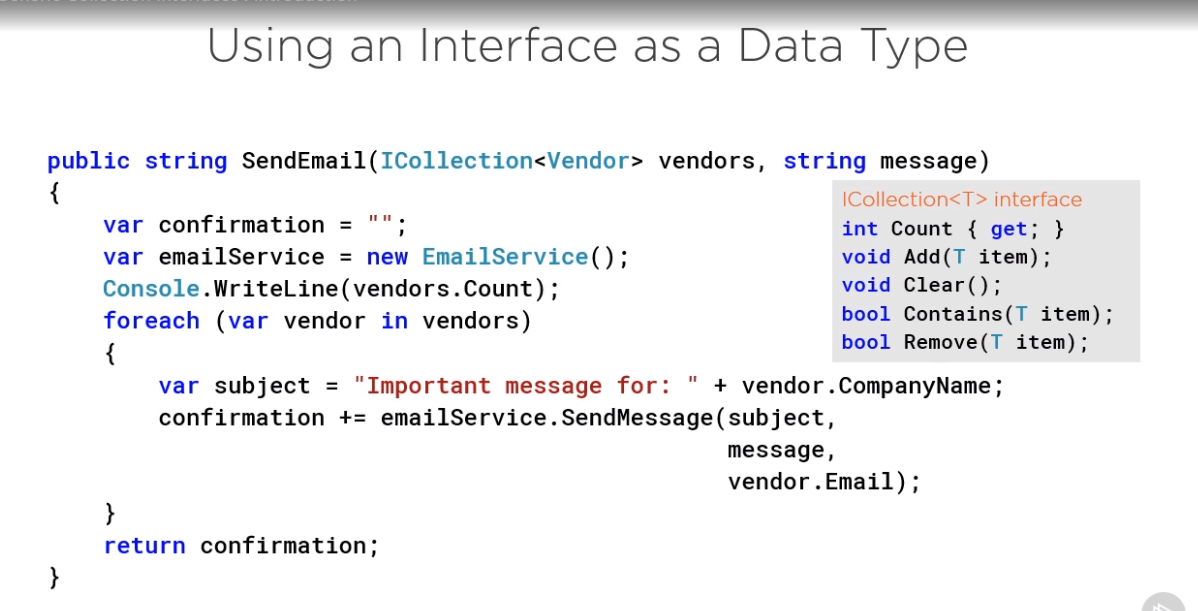 Using an Interface as a Data Type
public string SendEmail(ICollection<Vendor> vendors, string message)
{
    var confirmation = "";
    var emailService = new EmailService();
    Console.WriteLine(vendors.Count);
    foreach (var vendor in vendors)
    {
        var subject = "Important message for: " + vendor.CompanyName;
        confirmation += emailService.SendMessage(subject,
                                                 message,
                                                 vendor.Email);
    }
    return confirmation;
}
ICollection<T> interface
int Count { get; }
void Add(T item);
void Clear();
bool Contains(T item);
bool Remove(T item);